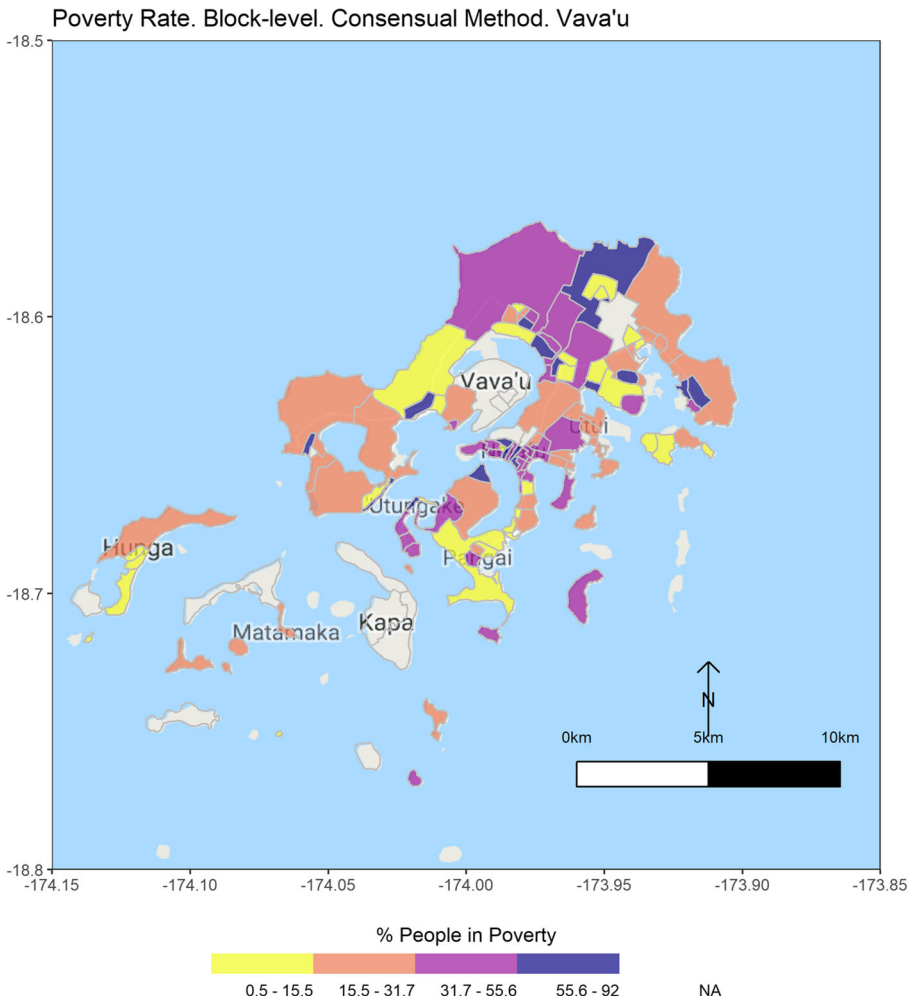 Poverty Rate. Block-level. Consensual Method. Vava'u
-18.5
-18.6
Vava'u
'Utungake
Hunga
Pangai
-18.7
Kapa
Matamaka
N
0km 5km 10km
-18.8
-174.15 -174.10 -174.05 -174.00 -173.95 -173.90 -173.85
% People in Poverty
0.5 - 15.5 15.5 - 31.7 31.7 - 55.6 55.6 - 92 NA